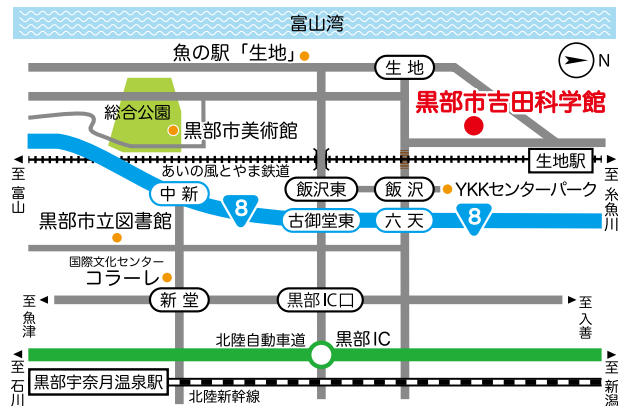 富山湾
魚の駅「生地」
生地
N
総合公園
黒部市吉田科学館
黒部市美術館
生地駅
至富山
あいの風とやま鉄道
至糸魚川
飯沢東
飯沢
YKKセンターパーク
中新
8
古御堂東
六天
8
黒部市立図書館
国際文化センター
コラーレ
至魚津
新堂
黒部IC口
至入善
北陸自動車道
黒部IC
至石川
黒部宇奈月温泉駅
北陸新幹線
至新潟